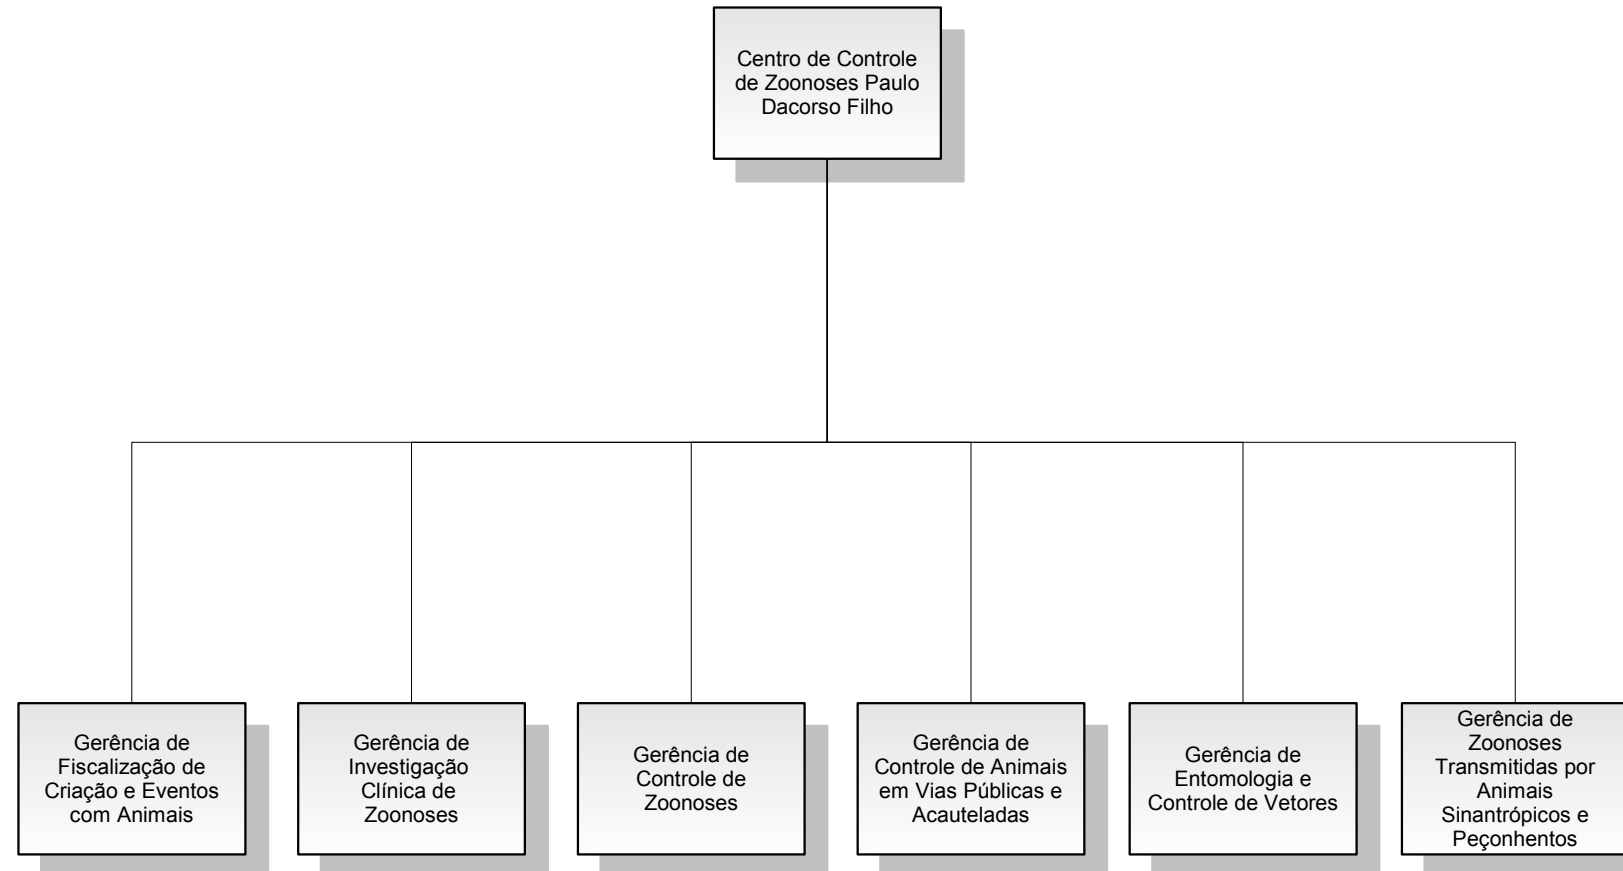 Centro de Controle
de Zoonoses Paulo
Dacorso Filho
Gerência de
Fiscalização de
Criação e Eventos
com Animais
Gerência de
Investigação
Clínica de
Zoonoses
Gerência de
Controle de
Zoonoses
Gerência de
Controle de Animais
em Vias Públicas e
Acauteladas
Gerência de
Entomologia e
Controle de Vetores
Gerência de
Zoonoses
Transmitidas por
Animais
Sinantrópicos e
Peçonhentos